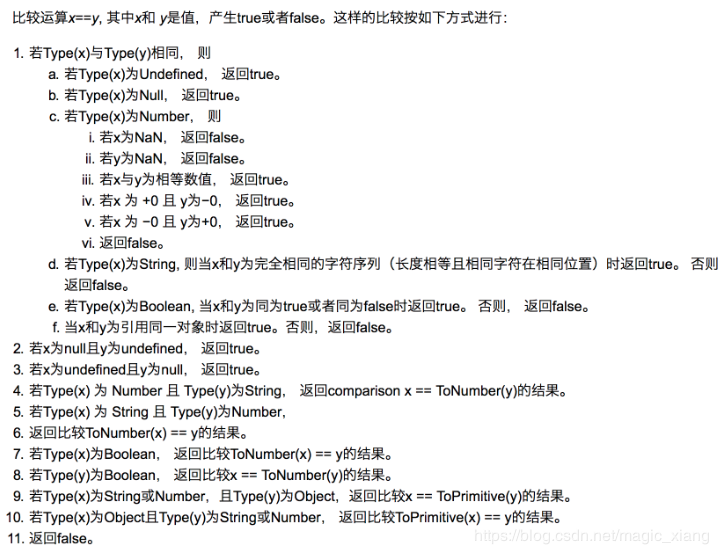 比较运算x==y, 其中x和 y是值，产生true或者false。这样的比较按如下方式进行：
1. 若Type(x)与Type(y)相同， 则
a. 若Type(x)为Undefined， 返回true。
b. 若Type(x)为Null， 返回true。
c. 若Type(x)为Number， 则
i. 若x为NaN， 返回false。
ii. 若y为NaN， 返回false。
iii. 若x与y为相等数值， 返回true。
iv. 若x 为 +0 且 y为−0， 返回true。
v. 若x 为 −0 且 y为+0， 返回true。
vi. 返回false。
d. 若Type(x)为String, 则当x和y为完全相同的字符序列（长度相等且相同字符在相同位置）时返回true。 否则
返回false。
e. 若Type(x)为Boolean, 当x和y为同为true或者同为false时返回true。 否则， 返回false。
f. 当x和y为引用同一对象时返回true。否则，返回false。
2. 若x为null且y为undefined， 返回true。
3. 若x为undefined且y为null， 返回true。
4. 若Type(x) 为 Number 且 Type(y)为String， 返回comparison x == ToNumber(y)的结果。
5. 若Type(x) 为 String 且 Type(y)为Number，
6. 返回比较ToNumber(x) == y的结果。
7. 若Type(x)为Boolean， 返回比较ToNumber(x) == y的结果。
8. 若Type(y)为Boolean， 返回比较x == ToNumber(y)的结果。
9. 若Type(x)为String或Number，且Type(y)为Object，返回比较x == ToPrimitive(y)的结果。
10. 若Type(x)为Object且Type(y)为String或Number， 返回比较ToPrimitive(x) == y的结果。
11. 返回false。
https://blog.csdn.net/magic_xiang